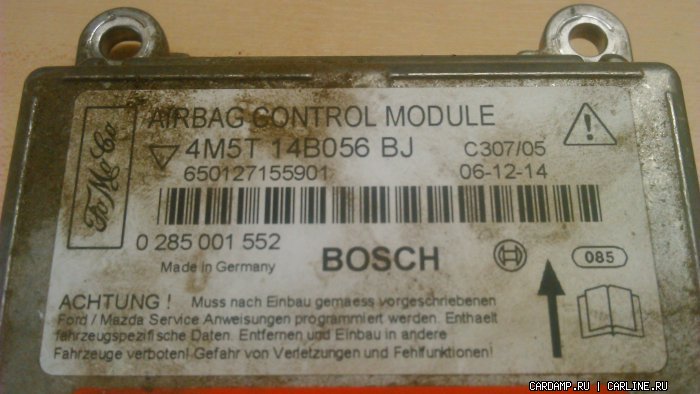 FoMoCo
AIRBAG CONTROL MODULE
4M5T 14B056 BJ
C307/05
650127155901
06-12-14
0 285 001 552
BOSCH
085
Made in Germany
ACHTUNG ! Muss nach Einbau gemaess vorgeschriebenen
Ford / Mazda Service Anweisungen programmiert werden. Enthaelt
fahrzeugspezifische Daten. Entfernen und Einbau in andere
Fahrzeuge verboten! Gefahr von Verletzungen und Fehlfunktionen!
CARDAMP.RU | CARLINE.RU